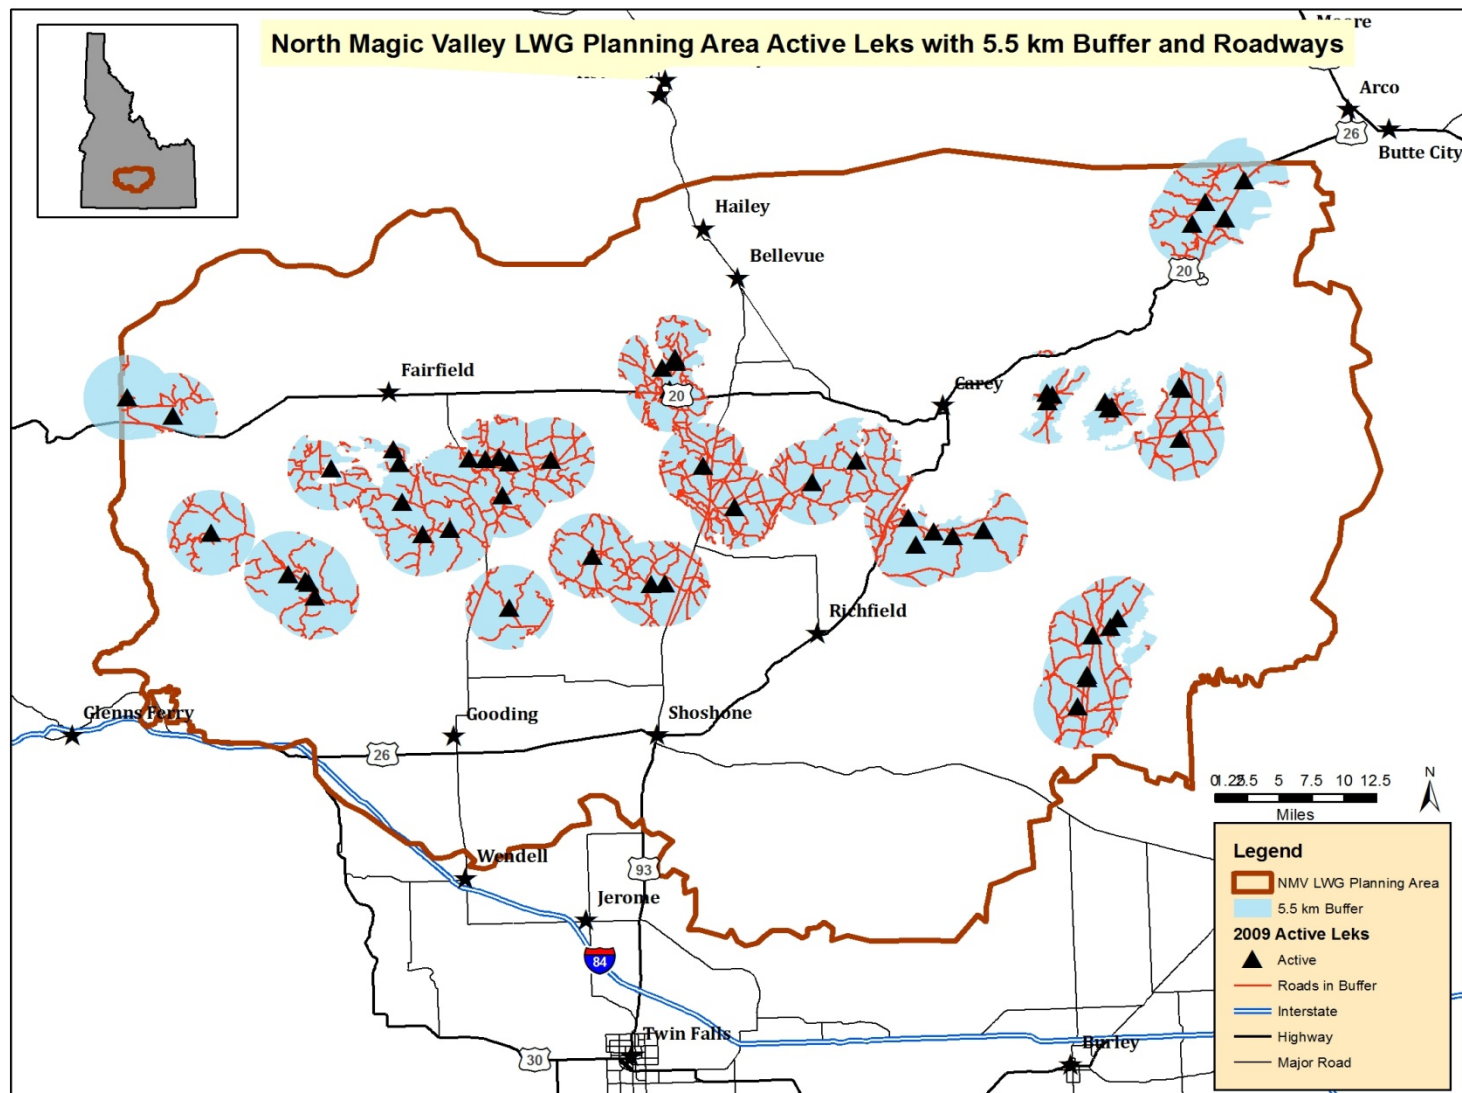 North Magic Valley LWG Planning Area Active Leks with 5.5 km Buffer and Roadways
Arco
26
Butte City
Hailey
Bellevue
20
Fairfield
20
Carey
Richfield
Glenns Ferry
Gooding
Shoshone
26
Wendell
93
Jerome
84
Twin Falls
30
Burley
5 7.5 10 12.5
Miles
N
Legend
NMV LWG Planning Area
5.5 km Buffer
2009 Active Leks
Active
Roads in Buffer
Interstate
Highway
Major Road